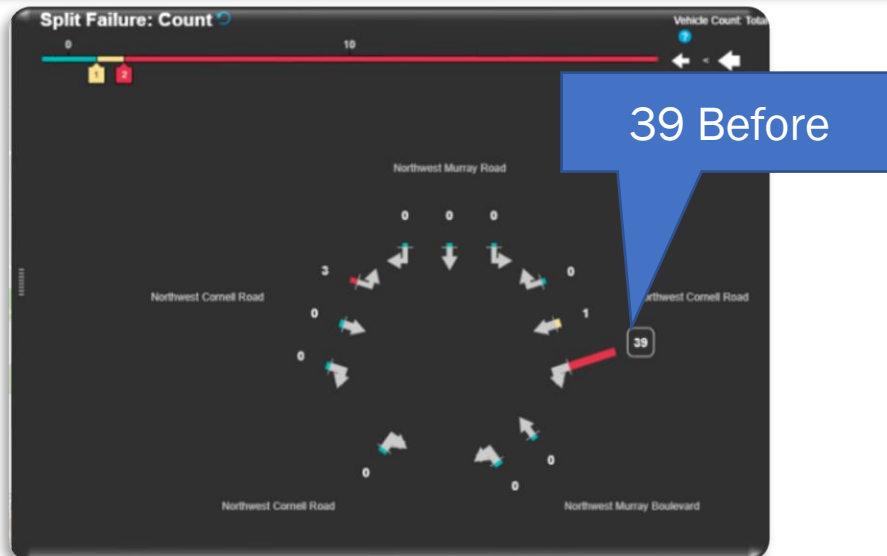 Split Failure: Count
Vehicle Count: Total
0
10
?
<
1
2
39 Before
Northwest Murray Road
0 0 0
3
0
Northwest Cornell Road
rthwest Cornell Road
0
1
0
39
0
0
0
Northwest Cornell Road
Northwest Murray Boulevard